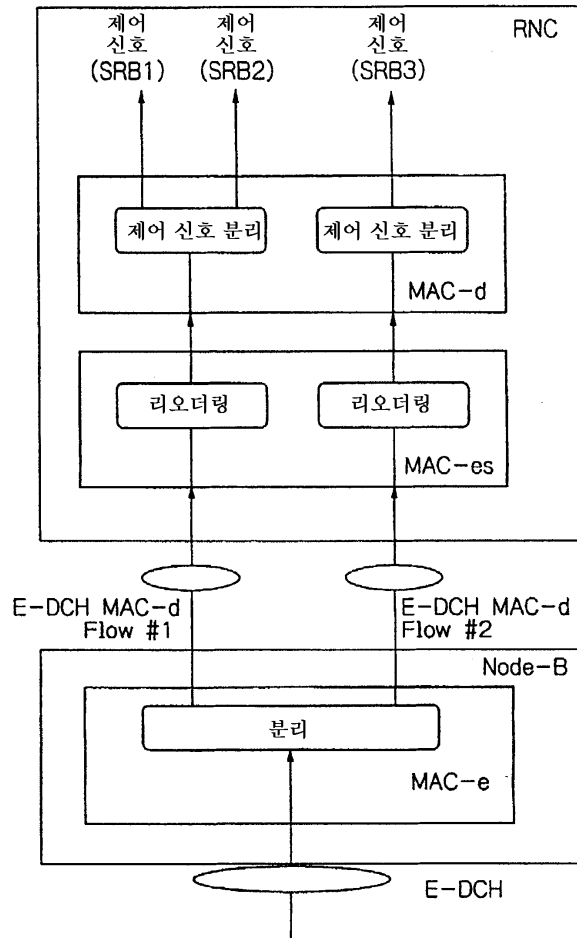 RNC
제어
신호
(SRB1)
제어
신호
(SRB2)
제어
신호
(SRB3)
제어 신호 분리
제어 신호 분리
MAC-d
리오더링
리오더링
MAC-es
E-DCH MAC-d
Flow #1
E-DCH MAC-d
Flow #2
Node-B
분리
MAC-e
E-DCH